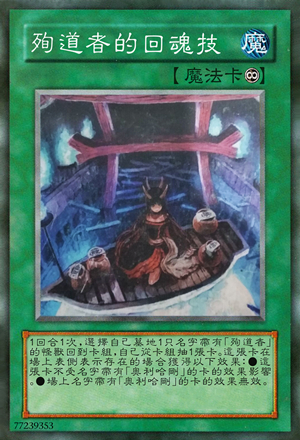 殉道者的回魂技 魔
【魔法卡】
1回合1次,選擇自己墓地1只名字帶有「殉道者」
的怪獸回到卡組,自己從卡組抽1張卡。這張卡在
場上表側表示存在的場合獲得以下效果:●這
張卡不受名字帶有「奧利哈剛」的卡的效果影響
。●場上名字帶有「奧利哈剛」的卡的效果無效。
77239353